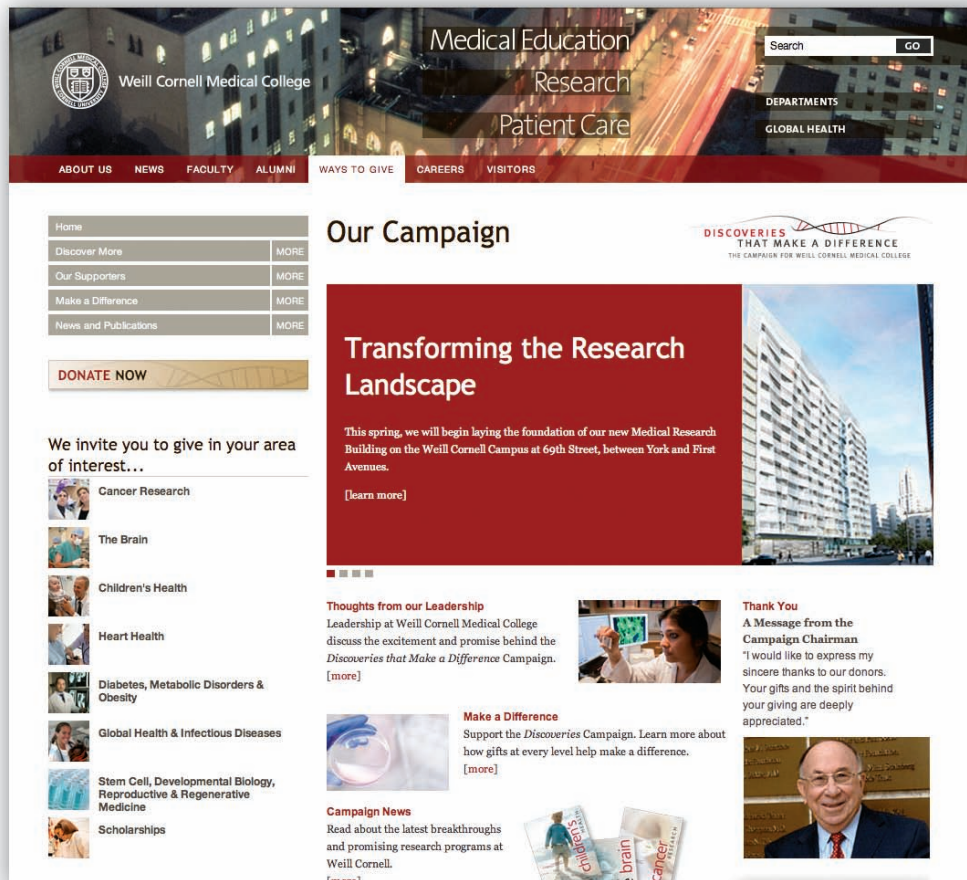 Weill Cornell Medical College
Medical Education
Research
Patient Care
Search GO
DEPARTMENTS
GLOBAL HEALTH
ABOUT US NEWS FACULTY ALUMNI WAYS TO GIVE CAREERS VISITORS
Home
Discover More MORE
Our Supporters MORE
Make a Difference MORE
News and Publications MORE
DONATE NOW
We invite you to give in your area
of interest...
Cancer Research
The Brain
Children's Health
Heart Health
Diabetes, Metabolic Disorders &
Obesity
Global Health & Infectious Diseases
Stem Cell, Developmental Biology,
Reproductive & Regenerative
Medicine
Scholarships
Our Campaign
DISCOVERIES
THAT MAKE A DIFFERENCE
THE CAMPAIGN FOR WEILL CORNELL MEDICAL COLLEGE
Transforming the Research
Landscape
This spring, we will begin laying the foundation of our new Medical Research
Building on the Weill Cornell Campus at 69th Street, between York and First
Avenues.
[learn more]
Thoughts from our Leadership
Leadership at Weill Cornell Medical College
discuss the excitement and promise behind the
Discoveries that Make a Difference Campaign.
[more]
Make a Difference
Support the Discoveries Campaign. Learn more about
how gifts at every level help make a difference.
[more]
Campaign News
Read about the latest breakthroughs
and promising research programs at
Weill Cornell.
[more]
children's
HEALTH
brain
cancer
RESEARCH
Thank You
A Message from the
Campaign Chairman
"I would like to express my
sincere thanks to our donors.
Your gifts and the spirit behind
your giving are deeply
appreciated."